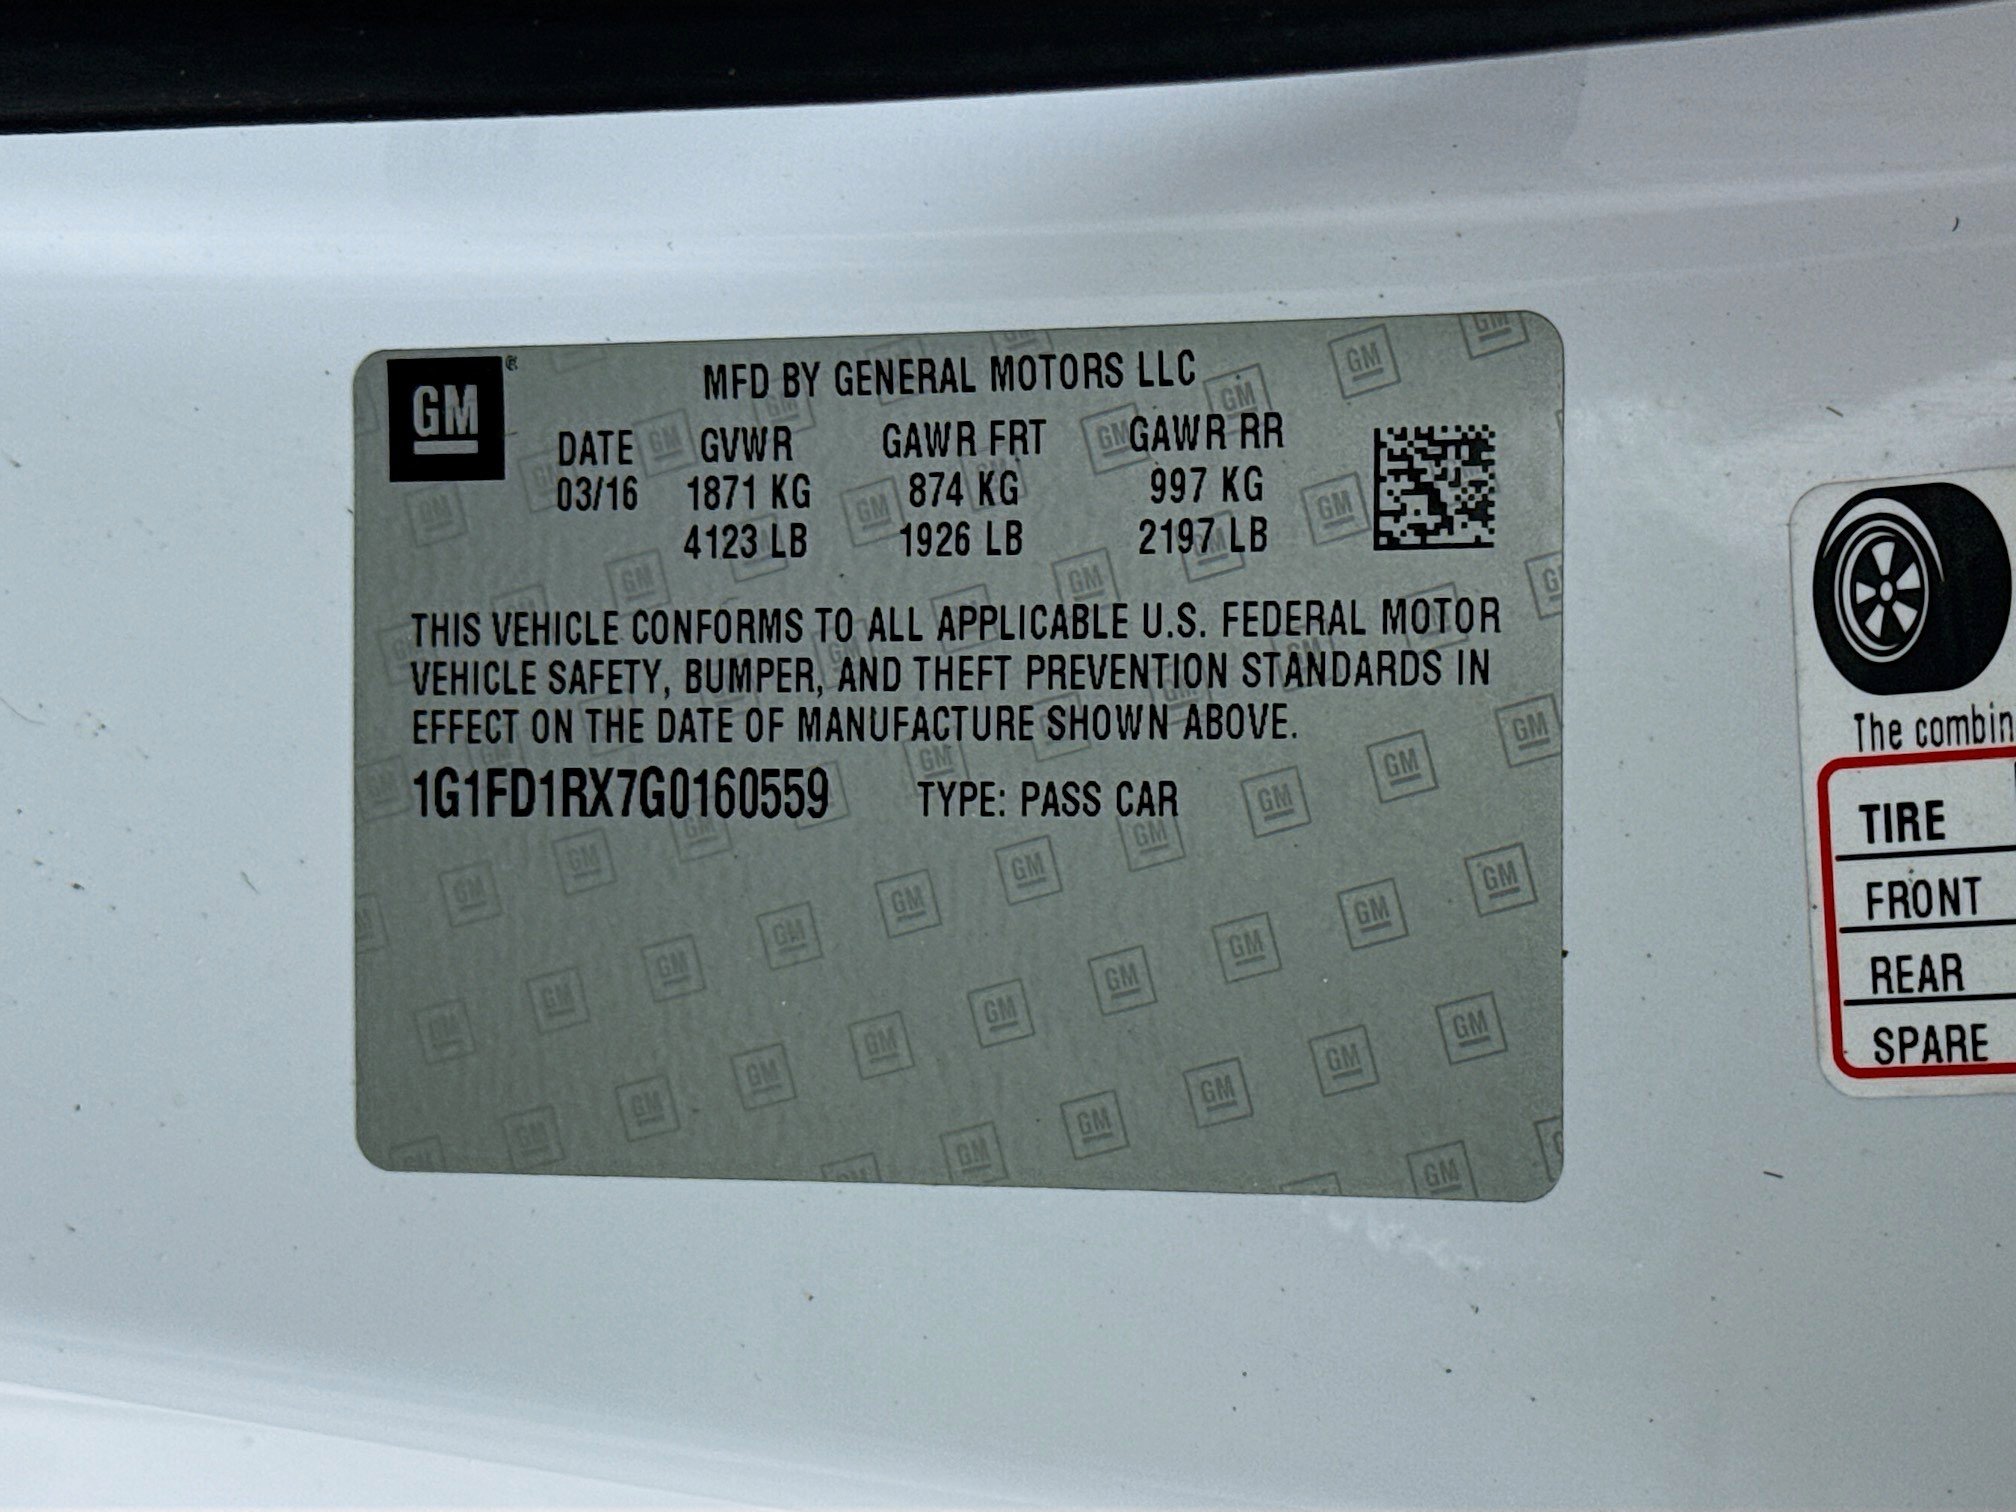 GM ®
MFD BY GENERAL MOTORS LLC
DATE GVWR GAWR FRT GAWR RR
03/16 1871 KG 874 KG 997 KG
4123 LB 1926 LB 2197 LB
THIS VEHICLE CONFORMS TO ALL APPLICABLE U.S. FEDERAL MOTOR
VEHICLE SAFETY, BUMPER, AND THEFT PREVENTION STANDARDS IN
EFFECT ON THE DATE OF MANUFACTURE SHOWN ABOVE.
1G1FD1RX7G0160559 TYPE: PASS CAR
The combin
TIRE
FRONT
REAR
SPARE